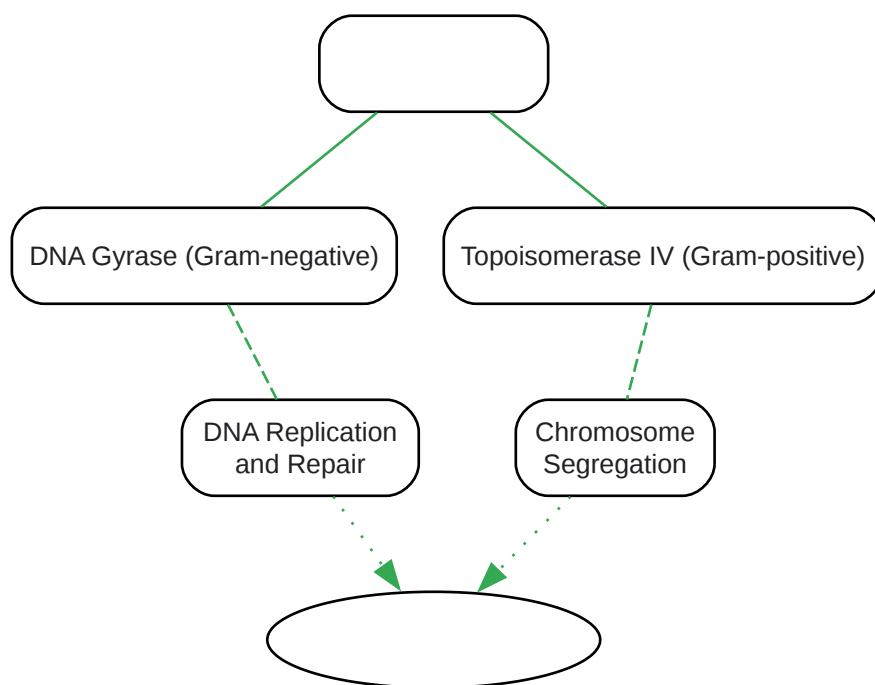 DNA Gyrase (Gram-negative)
Topoisomerase IV (Gram-positive)
DNA Replication
and Repair
Chromosome
Segregation